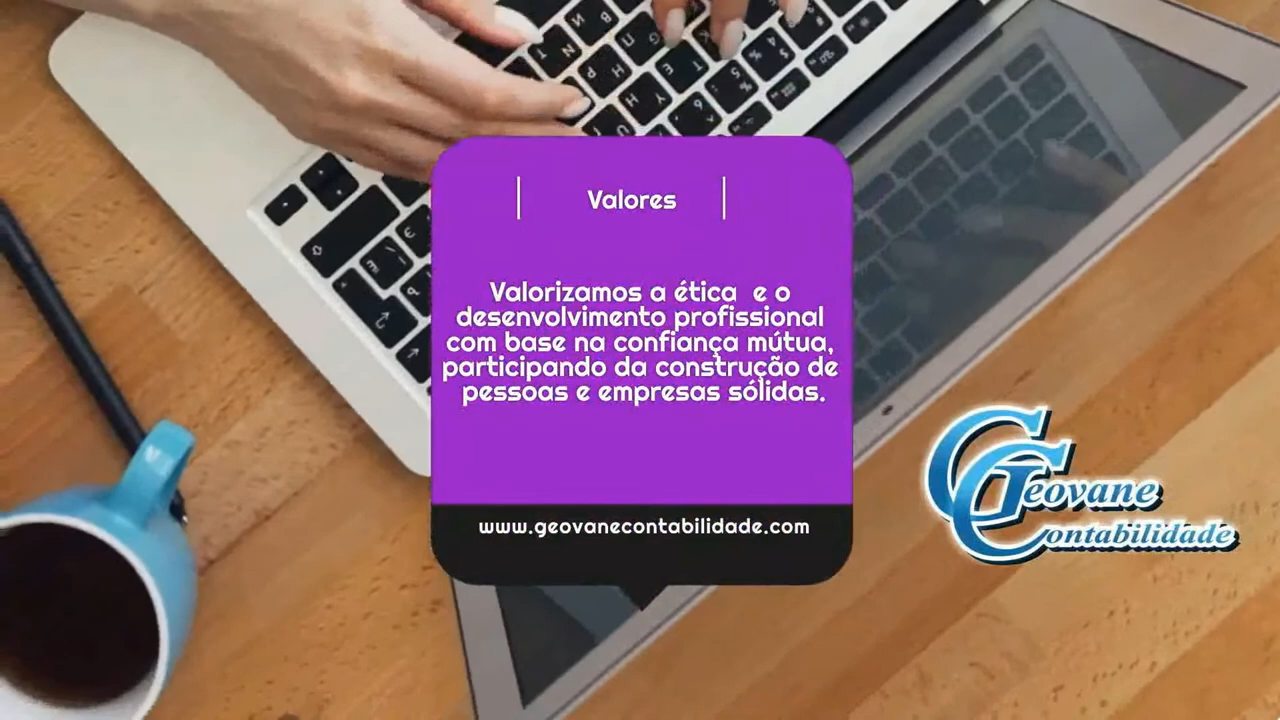 Valores
Valorizamos a ética e o
desenvolvimento profissional
com base na confiança mútua,
participando da construção de
pessoas e empresas sólidas.
www.geovanecontabilidade.com
Geovane
Contabilidade